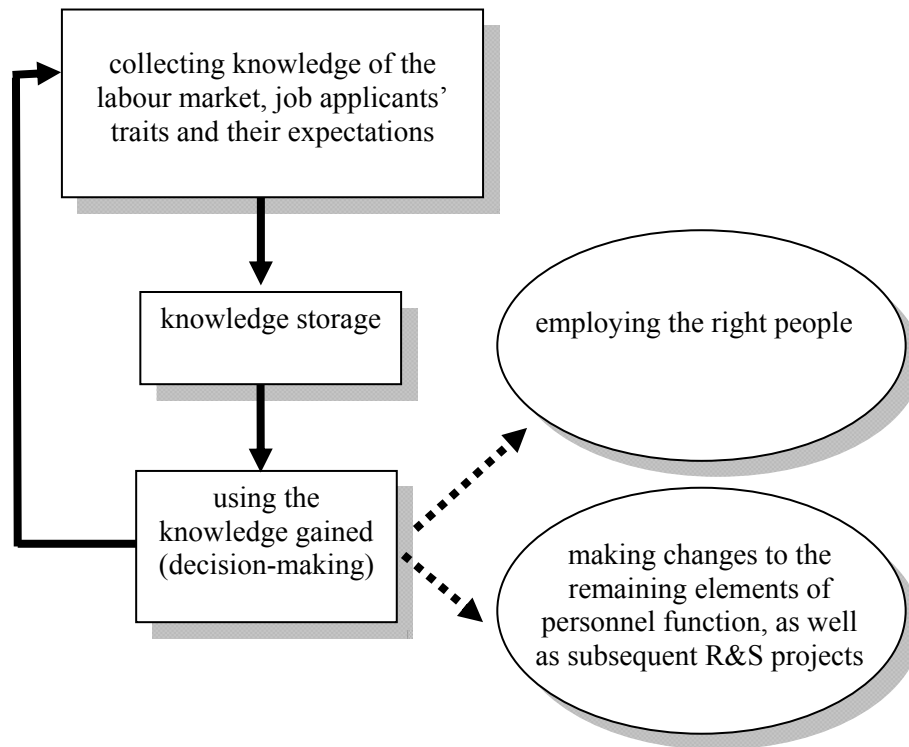 collecting knowledge of the
labour market, job applicants’
traits and their expectations
knowledge storage
employing the right people
using the
knowledge gained
(decision-making)
making changes to the
remaining elements of
personnel function, as well
as subsequent R&S projects